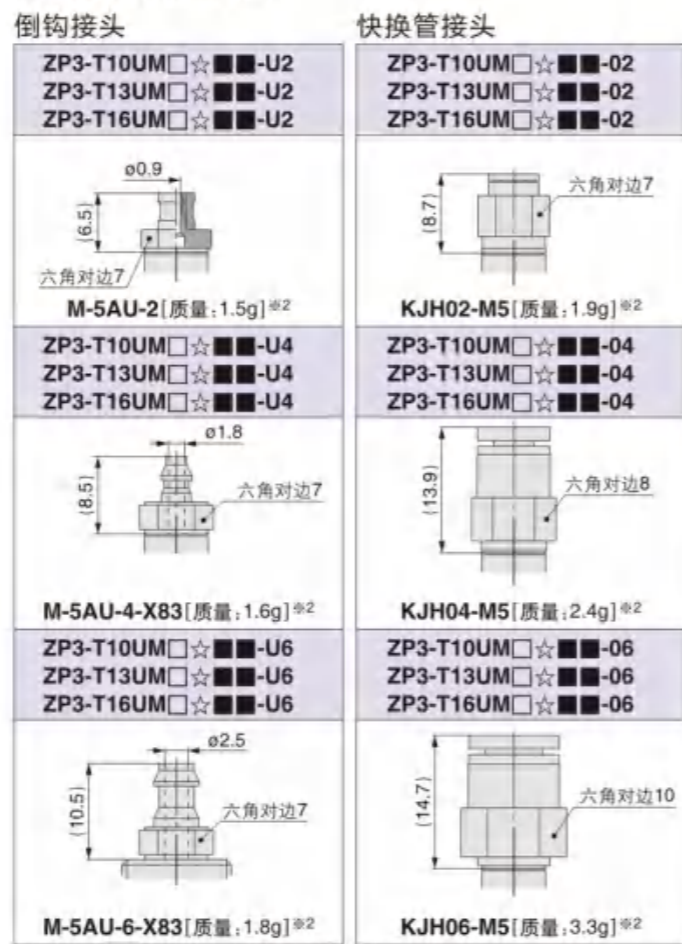 倒钩接头
ZP3-T10UM□☆■■-U2
ZP3-T13UM□☆■■-U2
ZP3-T16UM□☆■■-U2
ø0.9
(6.5)
六角对边7
M-5AU-2[质量:1.5g]※2
ZP3-T10UM□☆■■-U4
ZP3-T13UM□☆■■-U4
ZP3-T16UM□☆■■-U4
ø1.8
(8.5)
六角对边7
M-5AU-4-X83[质量:1.6g]※2
ZP3-T10UM□☆■■-U6
ZP3-T13UM□☆■■-U6
ZP3-T16UM□☆■■-U6
ø2.5
(10.5)
六角对边7
M-5AU-6-X83[质量:1.8g]※2
快换管接头
ZP3-T10UM□☆■■-02
ZP3-T13UM□☆■■-02
ZP3-T16UM□☆■■-02
(8.7)
六角对边7
KJH02-M5[质量:1.9g]※2
ZP3-T10UM□☆■■-04
ZP3-T13UM□☆■■-04
ZP3-T16UM□☆■■-04
(13.9)
六角对边8
KJH04-M5[质量:2.4g]※2
ZP3-T10UM□☆■■-06
ZP3-T13UM□☆■■-06
ZP3-T16UM□☆■■-06
(14.7)
六角对边10
KJH06-M5[质量:3.3g]※2